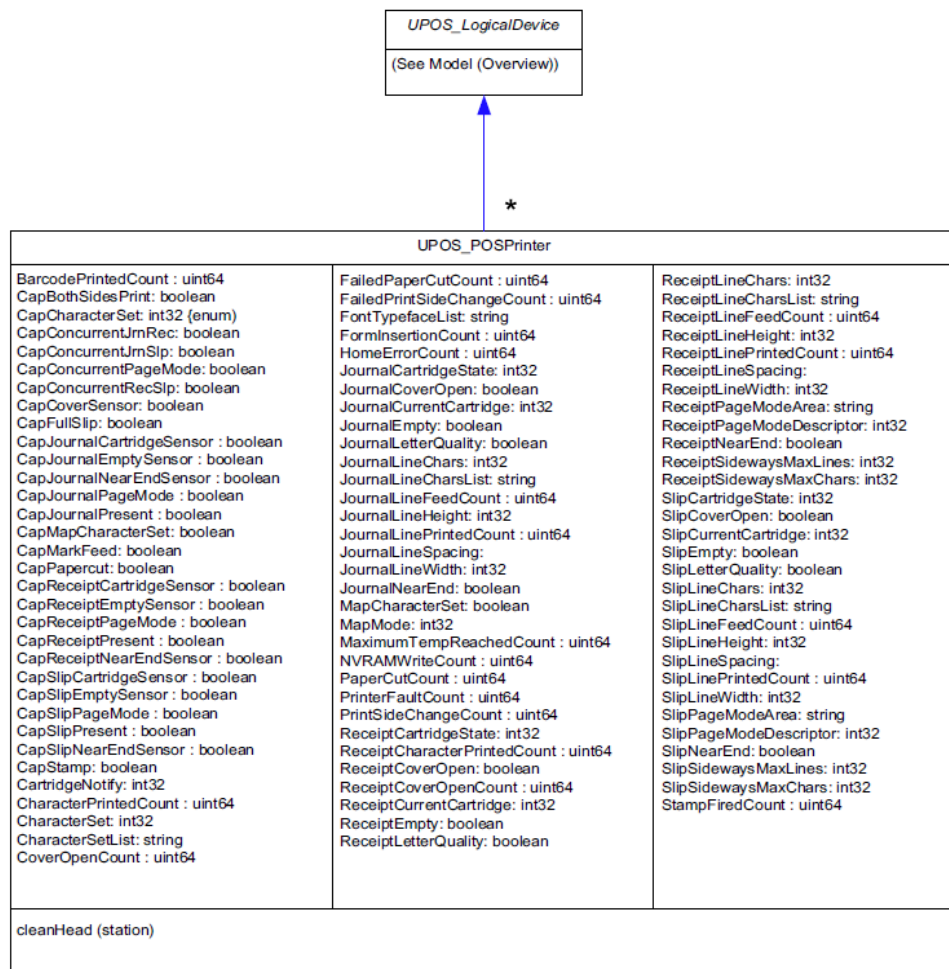 UPOS_LogicalDevice
(See Model (Overview))
*
UPOS_POSPrinter
BarcodePrintedCount : uint64
CapBothSidesPrint: boolean
CapCharacterSet: int32 {enum)
CapConcurrentJrnRec: boolean
CapConcurrentJrnSlp: boolean
CapConcurrentPageMode: boolean
CapConcurrentRecSlp: boolean
CapCoverSensor: boolean
CapFullSlip: boolean
CapJournalCartridgeSensor : boolean
CapJournalEmptySensor : boolean
CapJournalNearEndSensor : boolean
CapJournalPageMode : boolean
CapJournalPresent : boolean
CapMapCharacterSet: boolean
CapMarkFeed: boolean
CapPapercut: boolean
CapReceiptCartridgeSensor : boolean
CapReceiptEmptySensor : boolean
CapReceiptPageMode : boolean
CapReceiptPresent : boolean
CapReceiptNearEndSensor : boolean
CapSlipCartridgeSensor : boolean
CapSlipEmptySensor : boolean
CapSlipPageMode : boolean
CapSlipPresent : boolean
CapSlipNearEndSensor : boolean
CapStamp: boolean
CartridgeNotify: int32
CharacterPrintedCount : uint64
CharacterSet: int32
CharacterSetList: string
CoverOpenCount : uint64
FailedPaperCutCount : uint64
FailedPrintSideChangeCount : uint64
FontTypefaceList: string
FormInsertionCount : uint64
HomeErrorCount : uint64
JournalCartridgeState: int32
JournalCoverOpen: boolean
JournalCurrentCartridge: int32
JournalEmpty: boolean
JournalLetterQuality: boolean
JournalLineChars: int32
JournalLineCharsList: string
JournalLineFeedCount : uint64
JournalLineHeight: int32
JournalLinePrintedCount : uint64
JournalLineSpacing:
JournalLineWidth: int32
JournalNearEnd: boolean
MapCharacterSet: boolean
MapMode: int32
MaximumTempReachedCount : uint64
NVRAMWriteCount : uint64
PaperCutCount : uint64
PrinterFaultCount : uint64
PrintSideChangeCount : uint64
ReceiptCartridgeState: int32
ReceiptCharacterPrintedCount : uint64
ReceiptCoverOpen: boolean
ReceiptCoverOpenCount : uint64
ReceiptCurrentCartridge: int32
ReceiptEmpty: boolean
ReceiptLetterQuality: boolean
ReceiptLineChars: int32
ReceiptLineCharsList: string
ReceiptLineFeedCount : uint64
ReceiptLineHeight: int32
ReceiptLinePrintedCount : uint64
ReceiptLineSpacing:
ReceiptLineWidth: int32
ReceiptPageModeArea: string
ReceiptPageModeDescriptor: int32
ReceiptNearEnd: boolean
ReceiptSidewaysMaxLines: int32
ReceiptSidewaysMaxChars: int32
SlipCartridgeState: int32
SlipCoverOpen: boolean
SlipCurrentCartridge: int32
SlipEmpty: boolean
SlipLetterQuality: boolean
SlipLineChars: int32
SlipLineCharsList: string
SlipLineFeedCount : uint64
SlipLineHeight: int32
SlipLineSpacing:
SlipLinePrintedCount : uint64
SlipLineWidth: int32
SlipPageModeArea: string
SlipPageModeDescriptor: int32
SlipNearEnd: boolean
SlipSidewaysMaxLines: int32
SlipSidewaysMaxChars: int32
StampFiredCount : uint64
cleanHead (station)